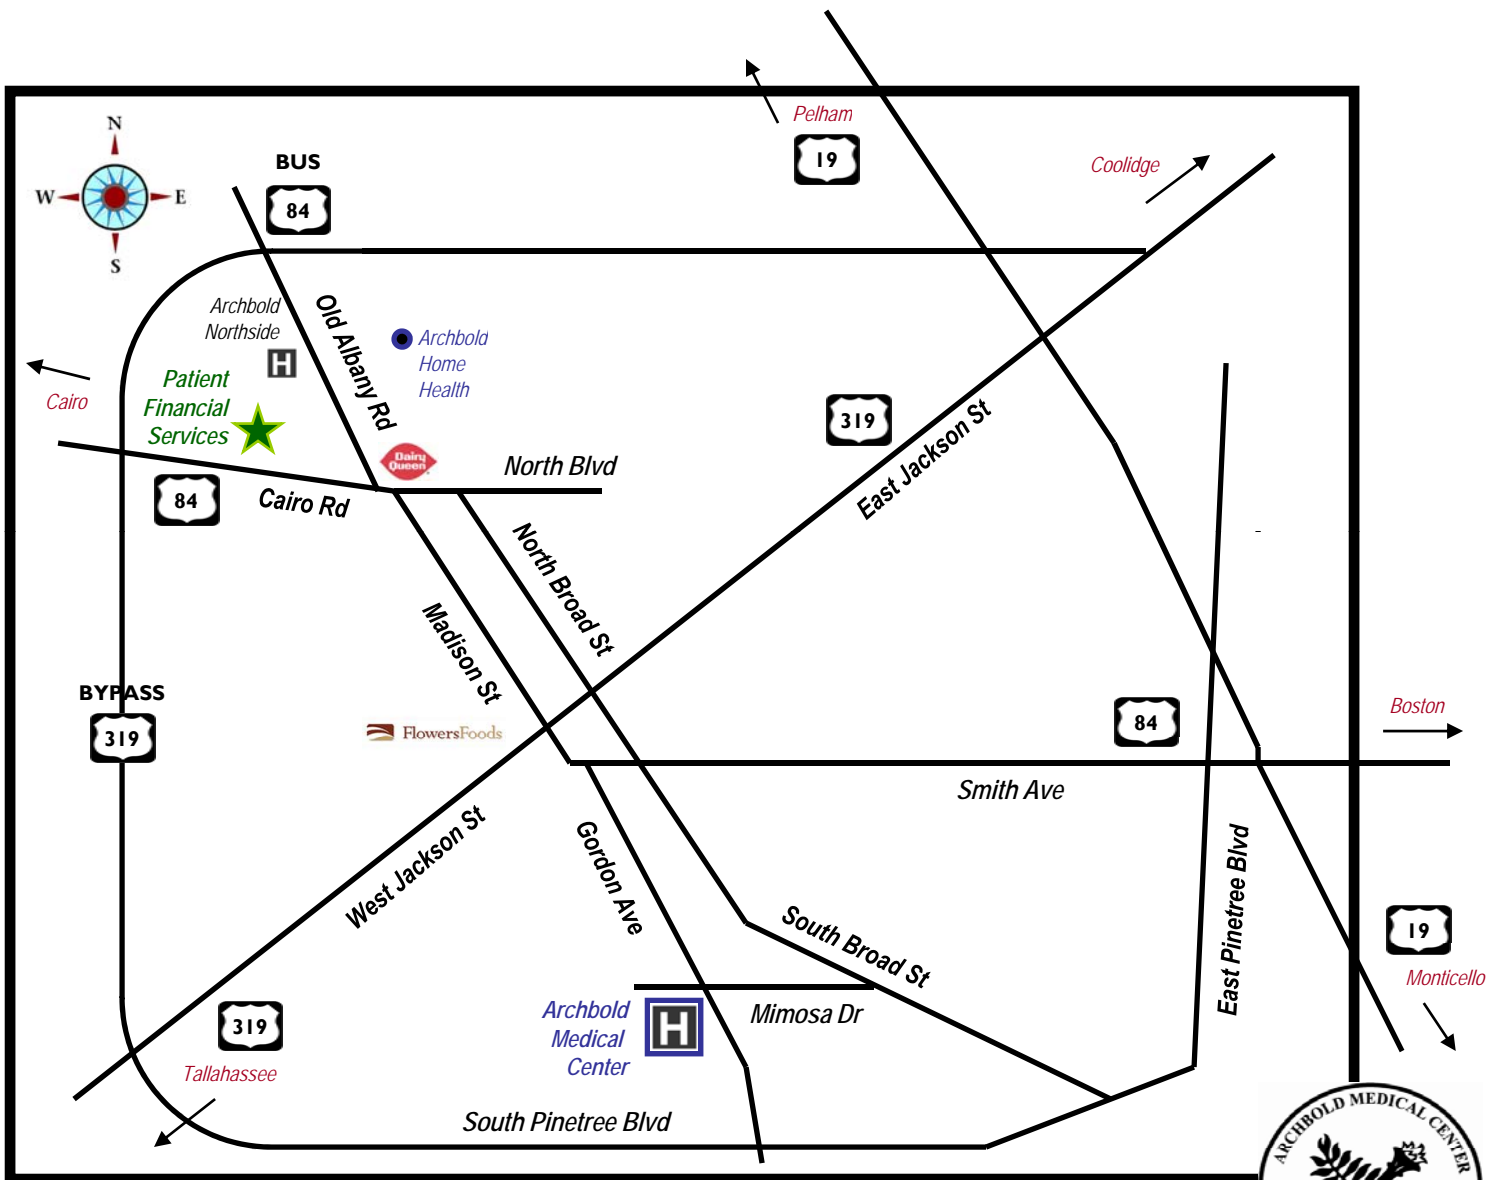 Pelham
19
N
W
E
S
BUS
84
Coolidge
Archbold
Northside
H
Old Albany Rd
Archbold
Home
Health
Cairo
Patient
Financial
Services
Dairy
Queen
North Blvd
84
Cairo Rd
319
East Jackson St
North Broad St
Madison St
BYPASS
319
FlowersFoods
84
Boston
Smith Ave
West Jackson St
Gordon Ave
East Pinetree Blvd
South Broad St
19
Monticello
319
Tallahassee
Archbold
Medical
Center
H
Mimosa Dr
South Pinetree Blvd
ARCHBOLD MEDICAL CENTER